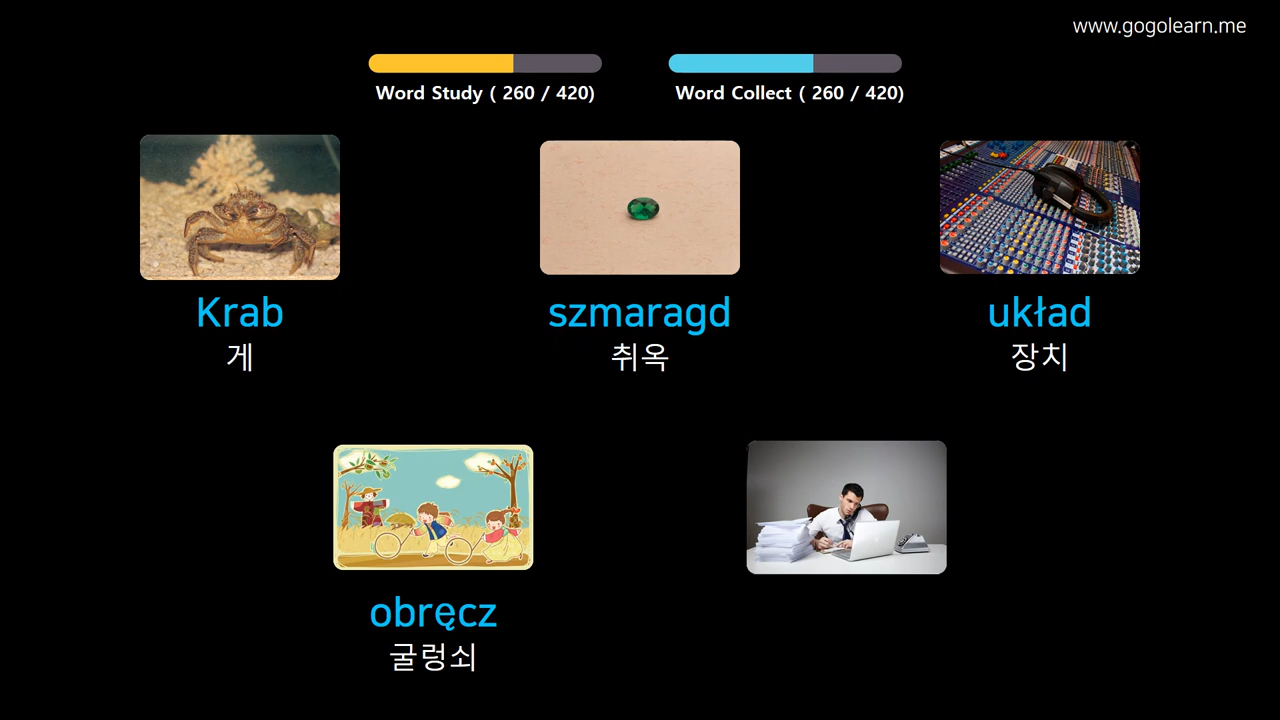 www.gogolearn.me
Word Study ( 260 / 420)
Word Collect ( 260 / 420)
Krab
게
szmaragd
취옥
układ
장치
obręcz
굴렁쇠